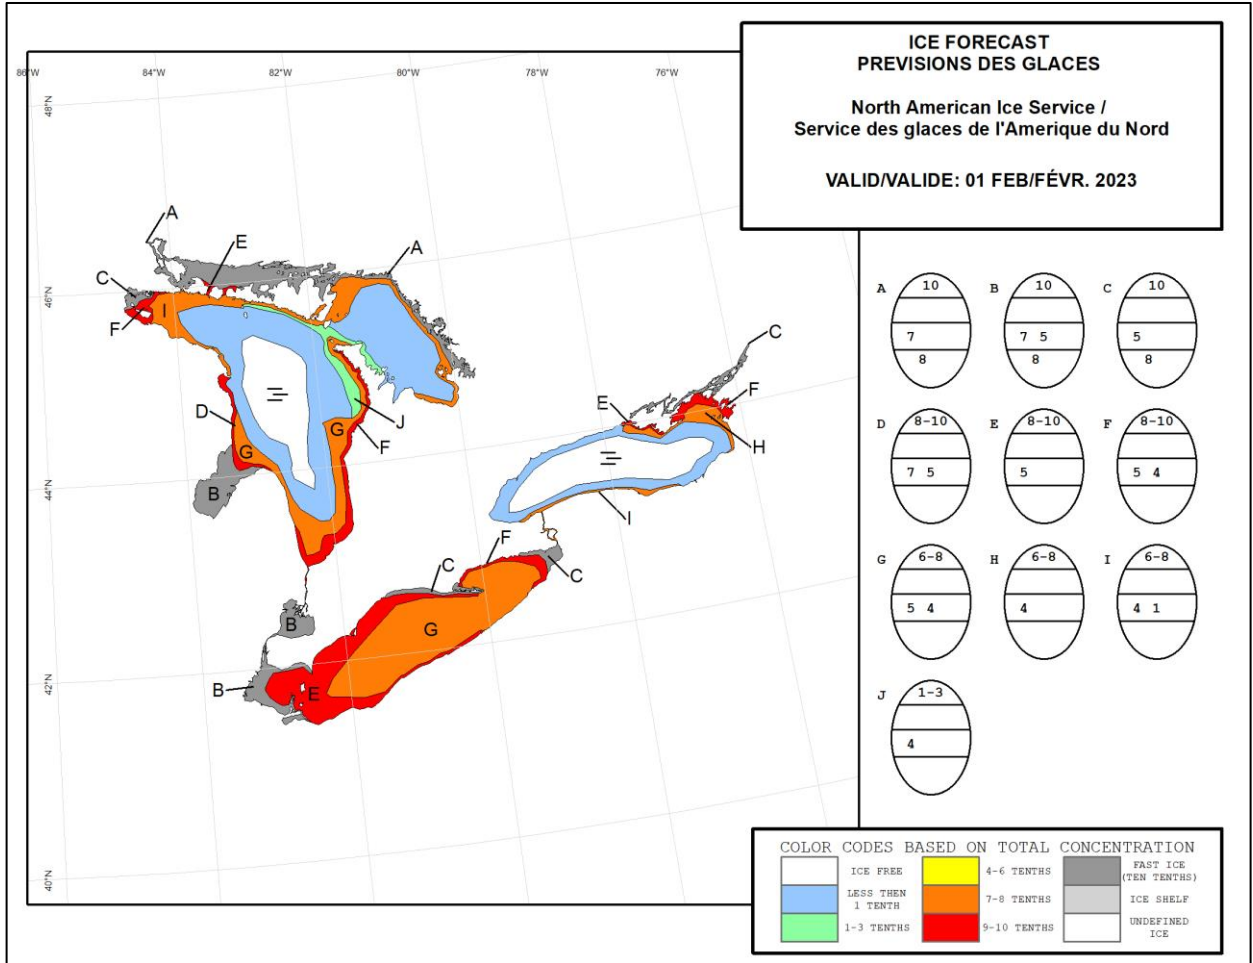 ICE FORECAST
PREVISIONS DES GLACES
North American Ice Service /
Service des glaces de l'Amerique du Nord
VALID/VALIDE: 01 FEB/FÉVR. 2023
86°W 84°W 82°W 80°W 78°W 76°W
48°N
46°N
44°N
42°N
40°N
A
E
A
C
F
I
C
D
J
G
F
G
B
E
F
H
I
F
C
C
B
G
B
E
A 10
7
8
B 10
7 5
8
C 10
5
8
D 8-10
7 5
E 8-10
5
F 8-10
5 4
G 6-8
5 4
H 6-8
4
I 6-8
4 1
J 1-3
4
COLOR CODES BASED ON TOTAL CONCENTRATION
ICE FREE
LESS THEN
1 TENTH
1-3 TENTHS
4-6 TENTHS
7-8 TENTHS
9-10 TENTHS
FAST ICE
(TEN TENTHS)
ICE SHELF
UNDEFINED
ICE